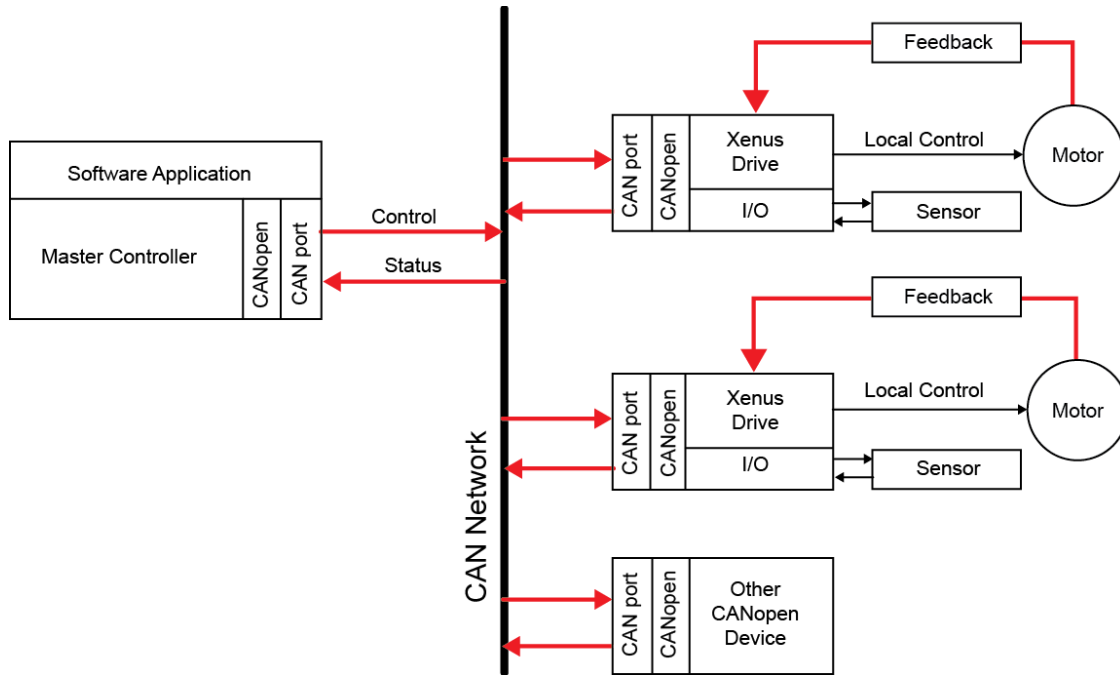 Software Application
Master Controller
CANopen
CAN port
Control
Status
CAN Network
Feedback
CAN port
CANopen
Xenus
Drive
I/O
Local Control
Motor
Sensor
Feedback
CAN port
CANopen
Xenus
Drive
I/O
Local Control
Motor
Sensor
CAN port
CANopen
Other
CANopen
Device